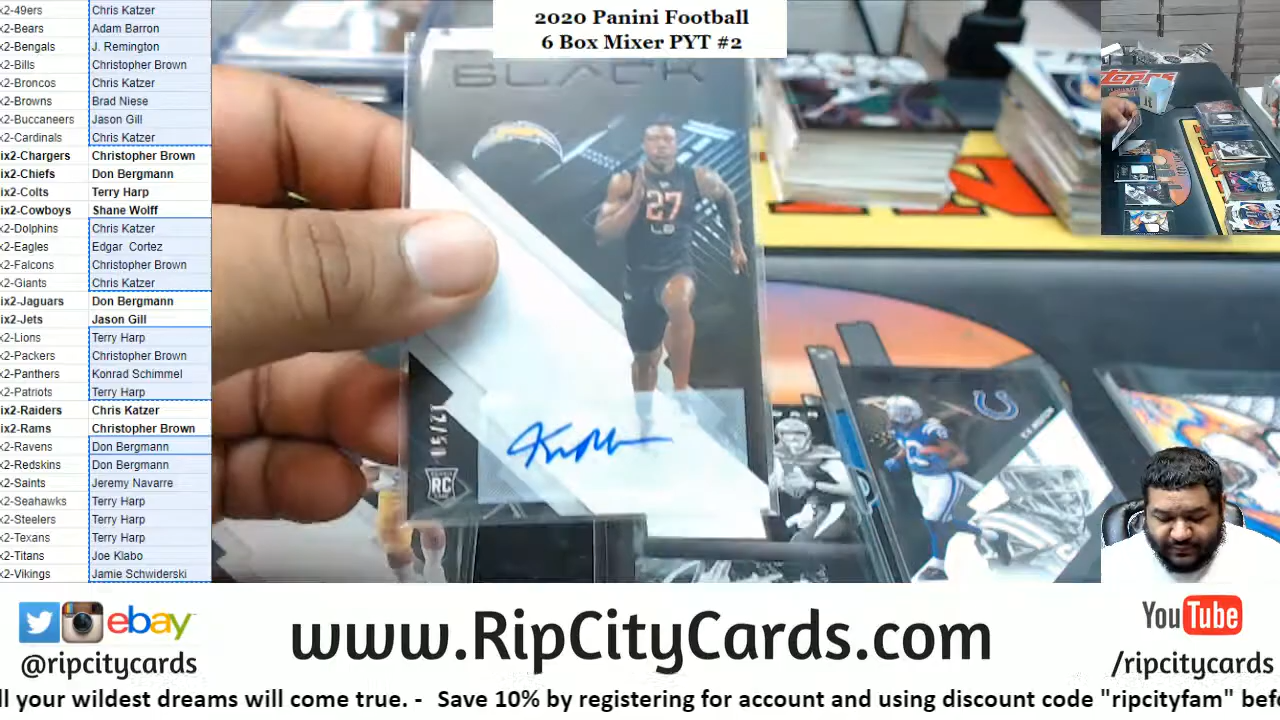 2020 Panini Football
6 Box Mixer PYT #2
x2-49ers Chris Katzer
x2-Bears Adam Barron
x2-Bengals J. Remington
x2-Bills Christopher Brown
x2-Broncos Chris Katzer
x2-Browns Brad Niese
x2-Buccaneers Jason Gill
x2-Cardinals Chris Katzer
ix2-Chargers Christopher Brown
ix2-Chiefs Don Bergmann
ix2-Colts Terry Harp
ix2-Cowboys Shane Wolff
x2-Dolphins Chris Katzer
x2-Eagles Edgar Cortez
x2-Falcons Christopher Brown
x2-Giants Chris Katzer
ix2-Jaguars Don Bergmann
ix2-Jets Jason Gill
x2-Lions Terry Harp
x2-Packers Christopher Brown
x2-Panthers Konrad Schimmel
x2-Patriots Terry Harp
ix2-Raiders Chris Katzer
ix2-Rams Christopher Brown
x2-Ravens Don Bergmann
x2-Redskins Don Bergmann
x2-Saints Jeremy Navarre
x2-Seahawks Terry Harp
x2-Steelers Terry Harp
x2-Texans Terry Harp
x2-Titans Joe Klabo
x2-Vikings Jamie Schwiderski
BLACK
27
LB
RC
Topps
ebay
@ripcitycards
www.RipCityCards.com
YouTube
/ripcitycards
ll your wildest dreams will come true. - Save 10% by registering for account and using discount code "ripcityfam" befo